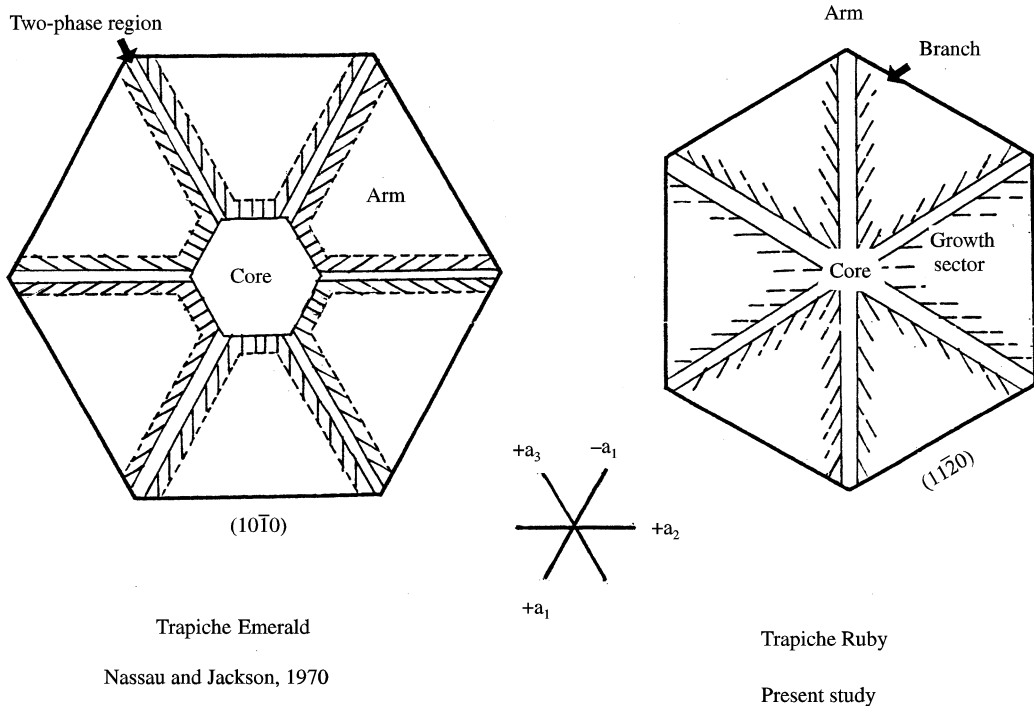 Two-phase region
Arm
Core
(101̅0)
Trapiche Emerald
Nassau and Jackson, 1970
+a₃
−a₁
+a₂
+a₁
Arm
Branch
Growth
sector
Core
(112̅0)
Trapiche Ruby
Present study